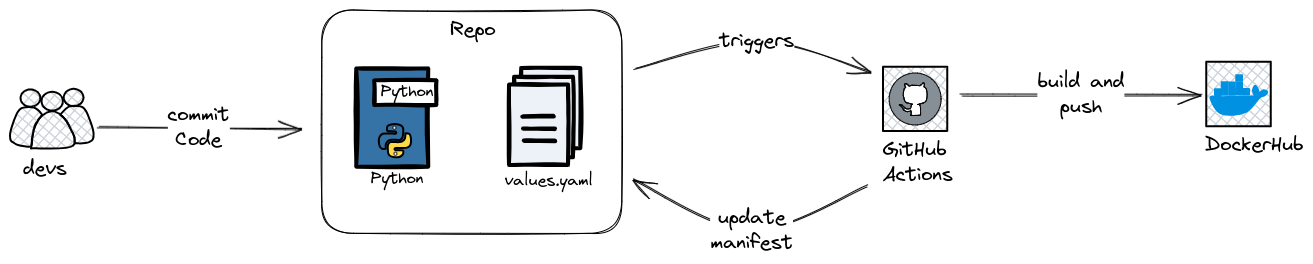 devs
commit
Code
Repo
Python
Python
values.yaml
triggers
GitHub
Actions
update
manifest
build and
push
DockerHub